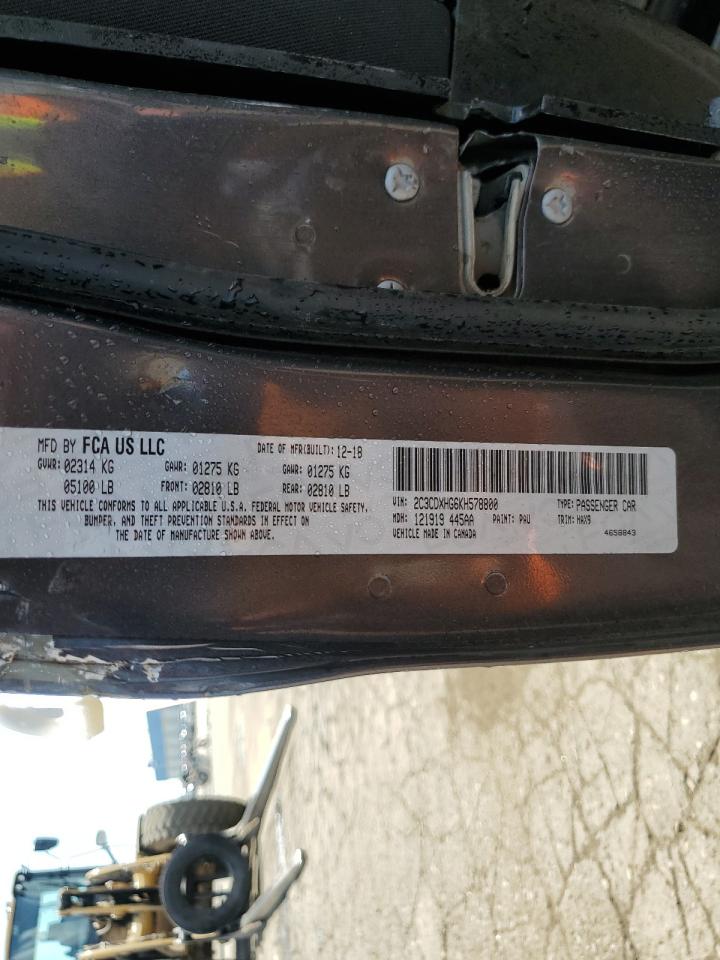 MFD BY FCA US LLC DATE OF MFR(BUILT): 12-18
GVWR: 02314 KG GAWR: 01275 KG GAWR: 01275 KG
05100 LB FRONT: 02810 LB REAR: 02810 LB
THIS VEHICLE CONFORMS TO ALL APPLICABLE U.S.A. FEDERAL MOTOR VEHICLE SAFETY,
BUMPER, AND THEFT PREVENTION STANDARDS IN EFFECT ON
THE DATE OF MANUFACTURE SHOWN ABOVE.
VIN: 2C3CDXHG6KH578800 TYPE: PASSENGER CAR
MDH: 121919 445AA PAINT: PAU TRIM: HAX9
VEHICLE MADE IN CANADA 4658843